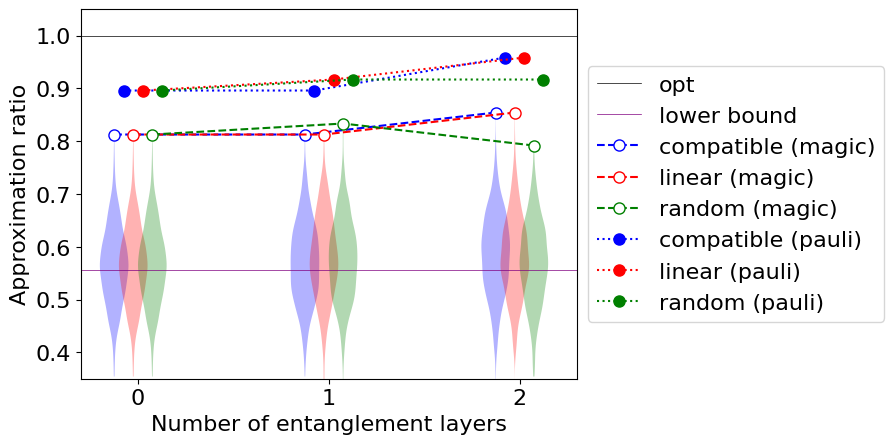 Approximation ratio
1.0
0.9
0.8
0.7
0.6
0.5
0.4
0
1
2
Number of entanglement layers
opt
lower bound
compatible (magic)
linear (magic)
random (magic)
compatible (pauli)
linear (pauli)
random (pauli)